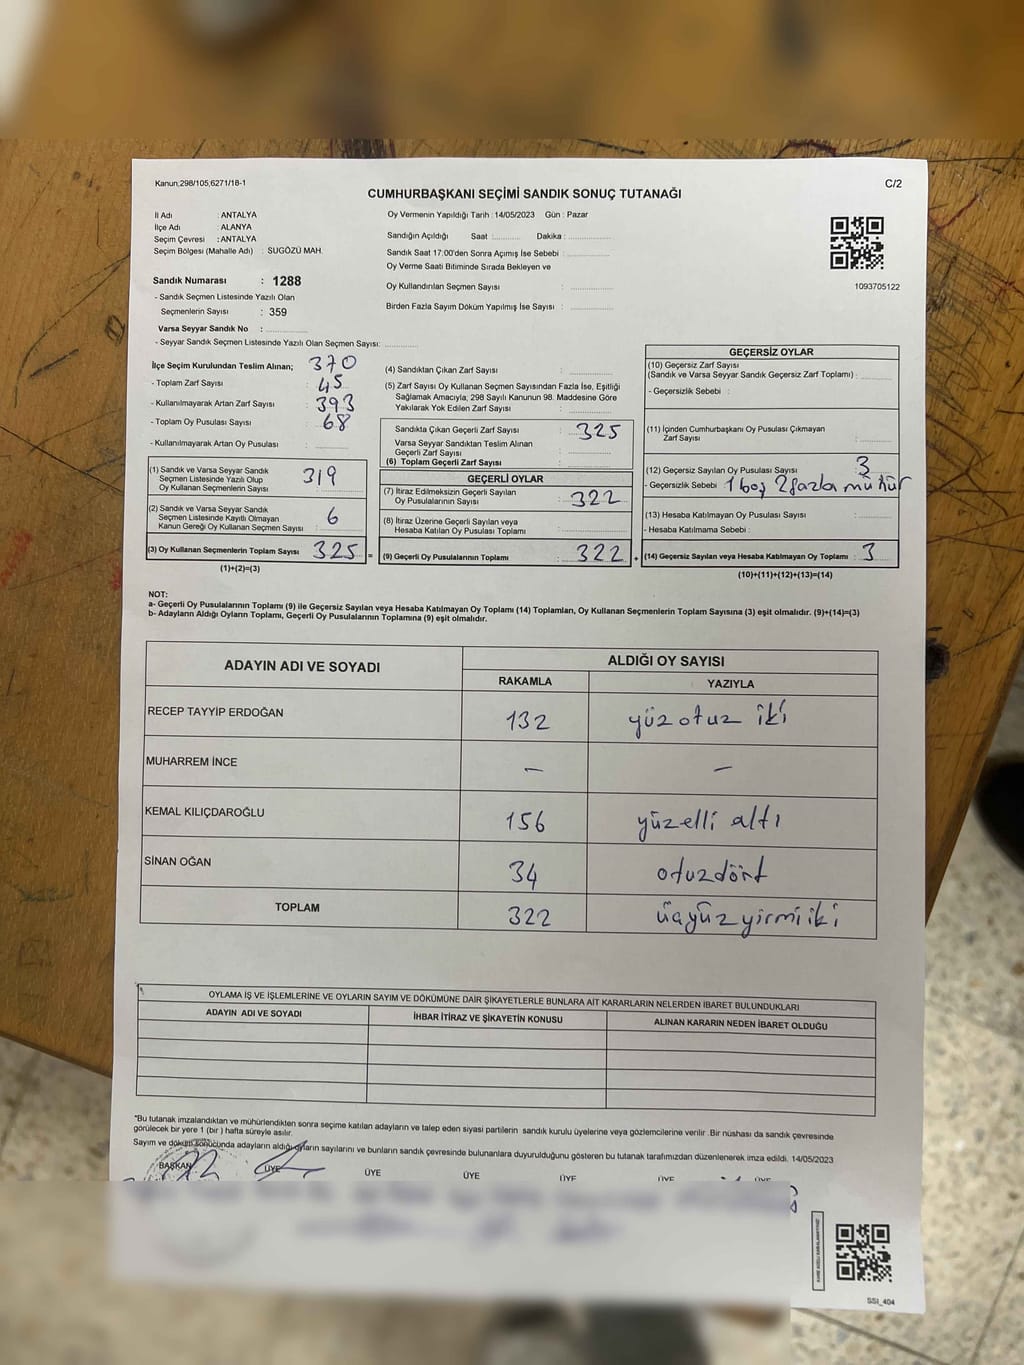 Kanun;298/105,6271/18-1
C/2
CUMHURBAŞKANI SEÇİMİ SANDIK SONUÇ TUTANAĞI
İl Adı : ANTALYA
İlçe Adı : ALANYA
Seçim Çevresi : ANTALYA
Seçim Bölgesi (Mahalle Adı) : SUGÖZÜ MAH.
Sandık Numarası : 1288
- Sandık Seçmen Listesinde Yazılı Olan
Seçmenlerin Sayısı : 359
Varsa Seyyar Sandık No :
- Seyyar Sandık Seçmen Listesinde Yazılı Olan Seçmen Sayısı:
Oy Vermenin Yapıldığı Tarih : 14/05/2023 Gün : Pazar
Sandığın Açıldığı Saat : Dakika :
Sandık Saat 17:00'den Sonra Açımış İse Sebebi :
Oy Verme Saati Bitiminde Sırada Bekleyen ve
Oy Kullandırılan Seçmen Sayısı :
Birden Fazla Sayım Döküm Yapılmış İse Sayısı :
1093705122
İlçe Seçim Kurulundan Teslim Alınan;
- Toplam Zarf Sayısı : 370
- Kullanılmayarak Artan Zarf Sayısı : 45
- Toplam Oy Pusulası Sayısı : 393
- Kullanılmayarak Artan Oy Pusulası : 68
(1) Sandık ve Varsa Seyyar Sandık
Seçmen Listesinde Yazılı Olup
Oy Kullanan Seçmenlerin Sayısı : 319
(2) Sandık ve Varsa Seyyar Sandık
Seçmen Listesinde Kayıtlı Olmayan
Kanun Gereği Oy Kullanan Seçmen Sayısı : 6
(3) Oy Kullanan Seçmenlerin Toplam Sayısı : 325 =
(1)+(2)=(3)
(4) Sandıktan Çıkan Zarf Sayısı :
(5) Zarf Sayısı Oy Kullanan Seçmen Sayısından Fazla İse, Eşitliği
Sağlamak Amacıyla, 298 Sayılı Kanunun 98. Maddesine Göre
Yakılarak Yok Edilen Zarf Sayısı :
Sandıkta Çıkan Geçerli Zarf Sayısı : 325
Varsa Seyyar Sandıktan Teslim Alınan
Geçerli Zarf Sayısı :
(6) Toplam Geçerli Zarf Sayısı :
GEÇERLİ OYLAR
(7) İtiraz Edilmeksizin Geçerli Sayılan
Oy Pusulalarının Sayısı : 322
(8) İtiraz Üzerine Geçerli Sayılan veya
Hesaba Katılan Oy Pusulası Toplamı :
(9) Geçerli Oy Pusulalarının Toplamı : 322 +
GEÇERSİZ OYLAR
(10) Geçersiz Zarf Sayısı
(Sandık ve Varsa Seyyar Sandık Geçersiz Zarf Toplamı) :
- Geçersizlik Sebebi :
(11) İçinden Cumhurbaşkanı Oy Pusulası Çıkmayan
Zarf Sayısı :
(12) Geçersiz Sayılan Oy Pusulası Sayısı : 3
- Geçersizlik Sebebi : 1 boş 2 fazla mühür
(13) Hesaba Katılmayan Oy Pusulası Sayısı :
- Hesaba Katılmama Sebebi :
(14) Geçersiz Sayılan veya Hesaba Katılmayan Oy Toplamı : 3
(10)+(11)+(12)+(13)=(14)
NOT:
a- Geçerli Oy Pusulalarının Toplamı (9) ile Geçersiz Sayılan veya Hesaba Katılmayan Oy Toplamı (14) Toplamları, Oy Kullanan Seçmenlerin Toplam Sayısına (3) eşit olmalıdır. (9)+(14)=(3)
b- Adayların Aldığı Oyların Toplamı, Geçerli Oy Pusulalarının Toplamına (9) eşit olmalıdır.
ADAYIN ADI VE SOYADI ALDIĞI OY SAYISI
RAKAMLA YAZIYLA
RECEP TAYYİP ERDOĞAN 132 yüz otuz iki
MUHARREM İNCE – –
KEMAL KILIÇDAROĞLU 156 yüzelli altı
SİNAN OĞAN 34 otuzdört
TOPLAM 322 üçyüz yirmi iki
OYLAMA İŞ VE İŞLEMLERİNE VE OYLARIN SAYIM VE DÖKÜMÜNE DAİR ŞİKAYETLERLE BUNLARA AİT KARARLARIN NELERDEN İBARET BULUNDUKLARI
ADAYIN ADI VE SOYADI İHBAR İTİRAZ VE ŞİKAYETİN KONUSU ALINAN KARARIN NEDEN İBARET OLDUĞU
*Bu tutanak imzalandıktan ve mühürlendikten sonra seçime katılan adayların ve talep eden siyasi partilerin sandık kurulu üyelerine veya gözlemcilerine verilir .Bir nüshası da sandık çevresinde
görülecek bir yere 1 (bir ) hafta süreyle asılır.
Sayım ve döküm sonucunda adayların aldığı oyların sayılarını ve bunların sandık çevresinde bulunanlara duyurulduğunu gösteren bu tutanak tarafımızdan düzenlenerek imza edildi. 14/05/2023
BAŞKAN ÜYE ÜYE ÜYE ÜYE ÜYE ÜYE
SSI_404